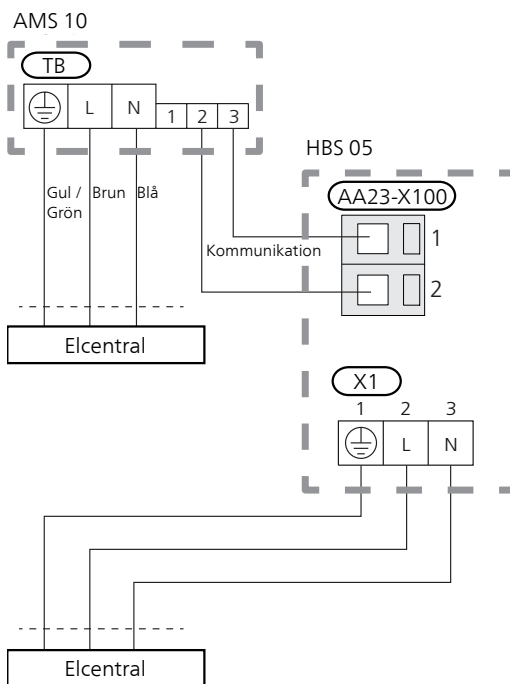 AMS 10
TB
L N 1 2 3
Gul / Grön Brun Blå
Elcentral
HBS 05
AA23-X100
1
2
Kommunikation
X1
1 2 3
L N
Elcentral